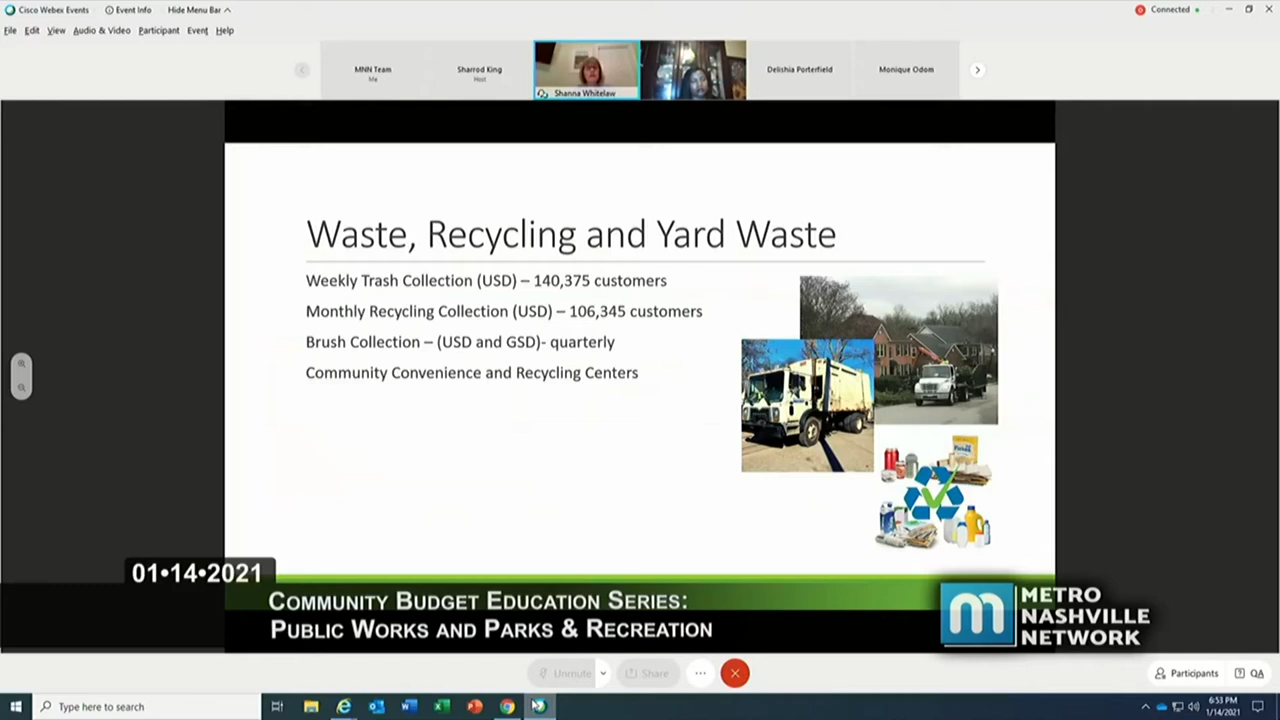 Cisco Webex Events
Event Info
Hide Menu Bar
Connected
File Edit View Audio & Video Participant Event Help
MNN Team
Me
Sharrod King
Host
Shanna Whitelaw
Delishia Porterfield
Monique Odom
Waste, Recycling and Yard Waste
Weekly Trash Collection (USD) – 140,375 customers
Monthly Recycling Collection (USD) – 106,345 customers
Brush Collection – (USD and GSD)- quarterly
Community Convenience and Recycling Centers
01•14•2021
COMMUNITY BUDGET EDUCATION SERIES:
PUBLIC WORKS AND PARKS & RECREATION
m
METRO
NASHVILLE
NETWORK
Unmute
Share
Participants
QA
Type here to search
6:53 PM
1/14/2021